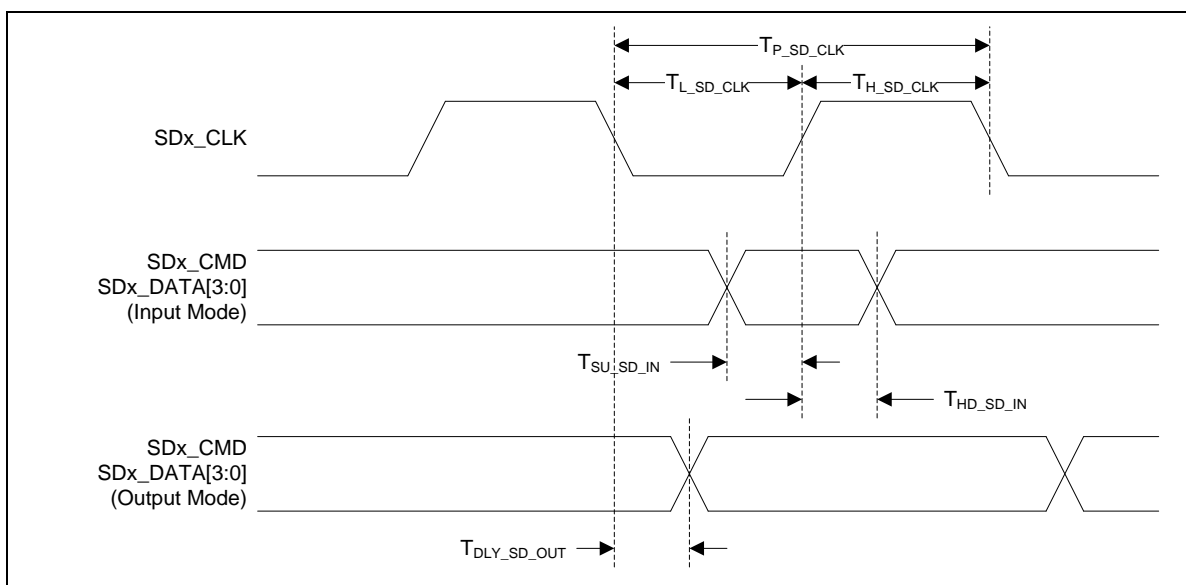 T_P_SD_CLK
T_L_SD_CLK
T_H_SD_CLK
SDx_CLK
SDx_CMD
SDx_DATA[3:0]
(Input Mode)
T_SU_SD_IN
T_HD_SD_IN
SDx_CMD
SDx_DATA[3:0]
(Output Mode)
T_DLY_SD_OUT